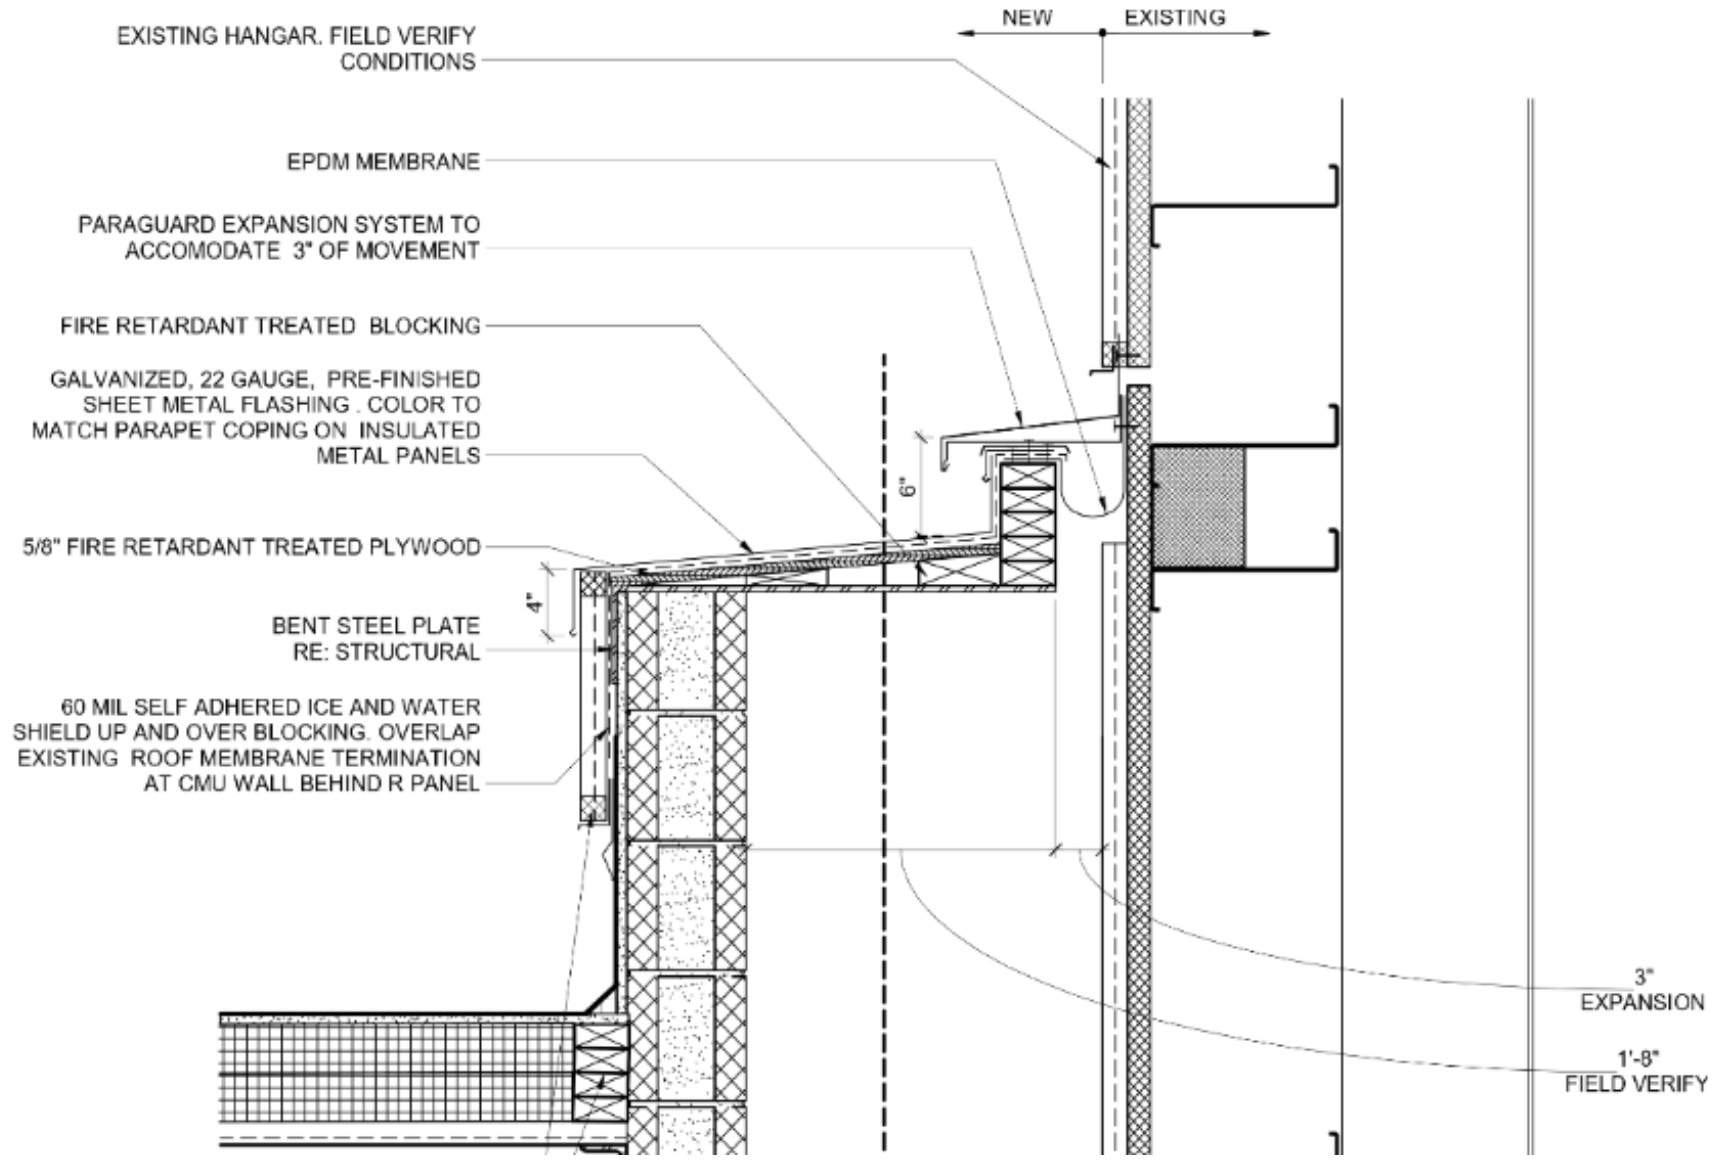 NEW EXISTING
EXISTING HANGAR. FIELD VERIFY
CONDITIONS
EPDM MEMBRANE
PARAGUARD EXPANSION SYSTEM TO
ACCOMODATE 3" OF MOVEMENT
FIRE RETARDANT TREATED BLOCKING
GALVANIZED, 22 GAUGE, PRE-FINISHED
SHEET METAL FLASHING . COLOR TO
MATCH PARAPET COPING ON INSULATED
METAL PANELS
6"
5/8" FIRE RETARDANT TREATED PLYWOOD
4"
BENT STEEL PLATE
RE: STRUCTURAL
60 MIL SELF ADHERED ICE AND WATER
SHIELD UP AND OVER BLOCKING. OVERLAP
EXISTING ROOF MEMBRANE TERMINATION
AT CMU WALL BEHIND R PANEL
3"
EXPANSION
1'-8"
FIELD VERIFY